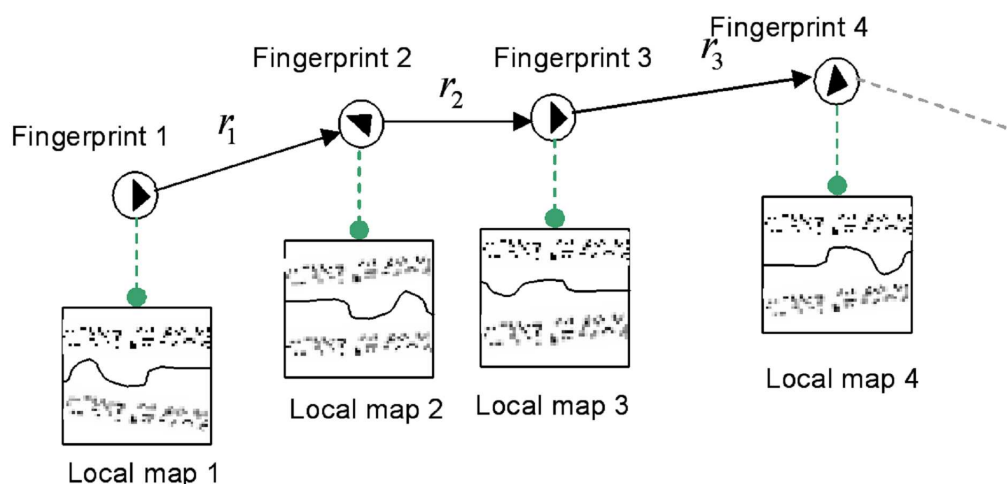 Fingerprint 1
r1
Fingerprint 2
r2
Fingerprint 3
r3
Fingerprint 4
Local map 1
Local map 2
Local map 3
Local map 4